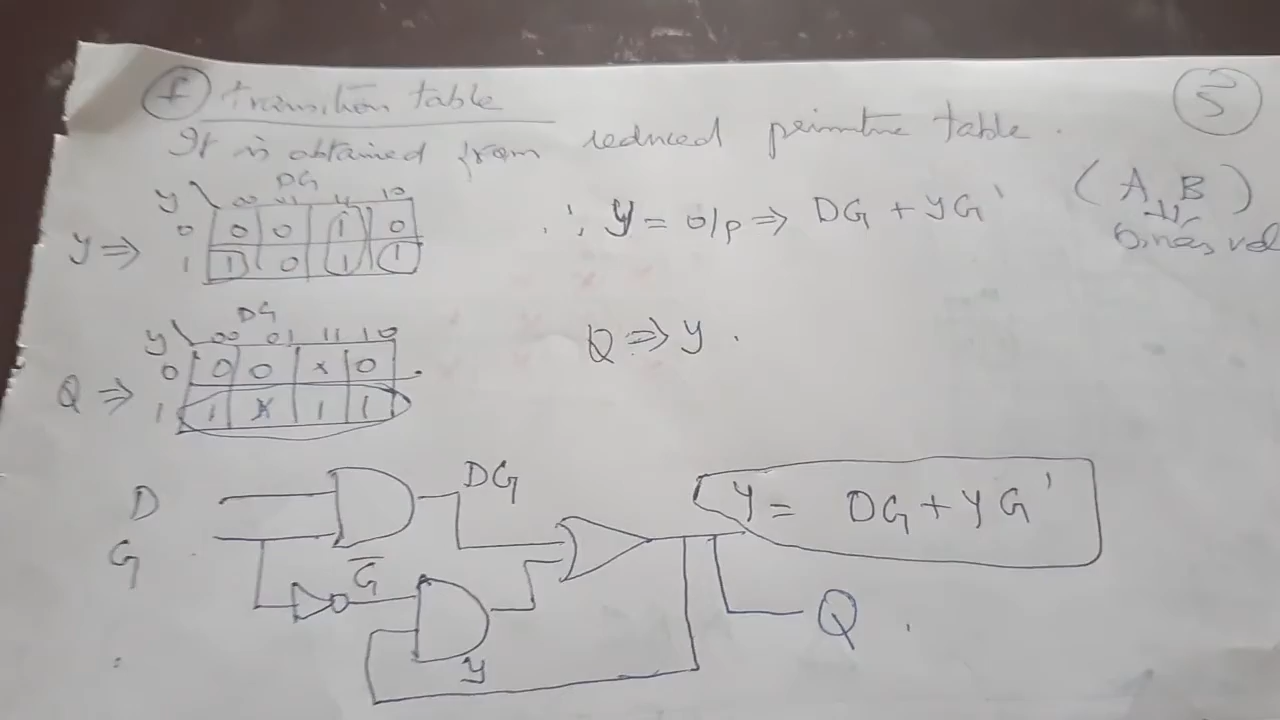 f Transition table
5
It is obtained from reduced primitive table.
DG
y 00 01 11 10
y ⇒ 0 0 0 1 0
1 1 0 1 1
∴ y = o/p ⇒ DG + yG'
(A, B)
DG
y 00 01 11 10
Q ⇒ 0 0 0 x 0
1 1 x 1 1
Q ⇒ y.
D
G
DG
G̅
y
y = DG + yG'
Q.